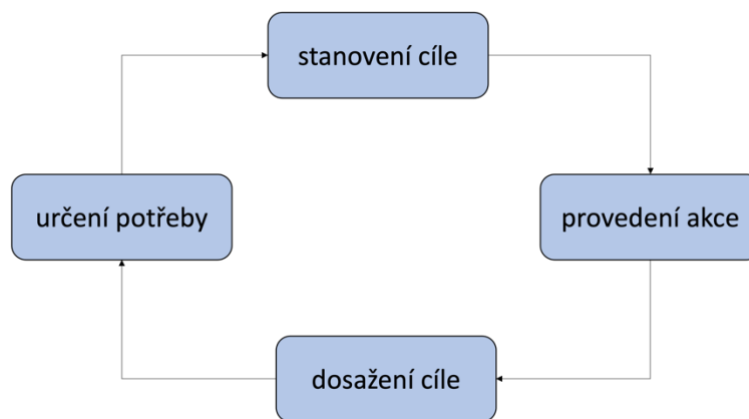 stanovení cíle
určení potřeby
provedení akce
dosažení cíle